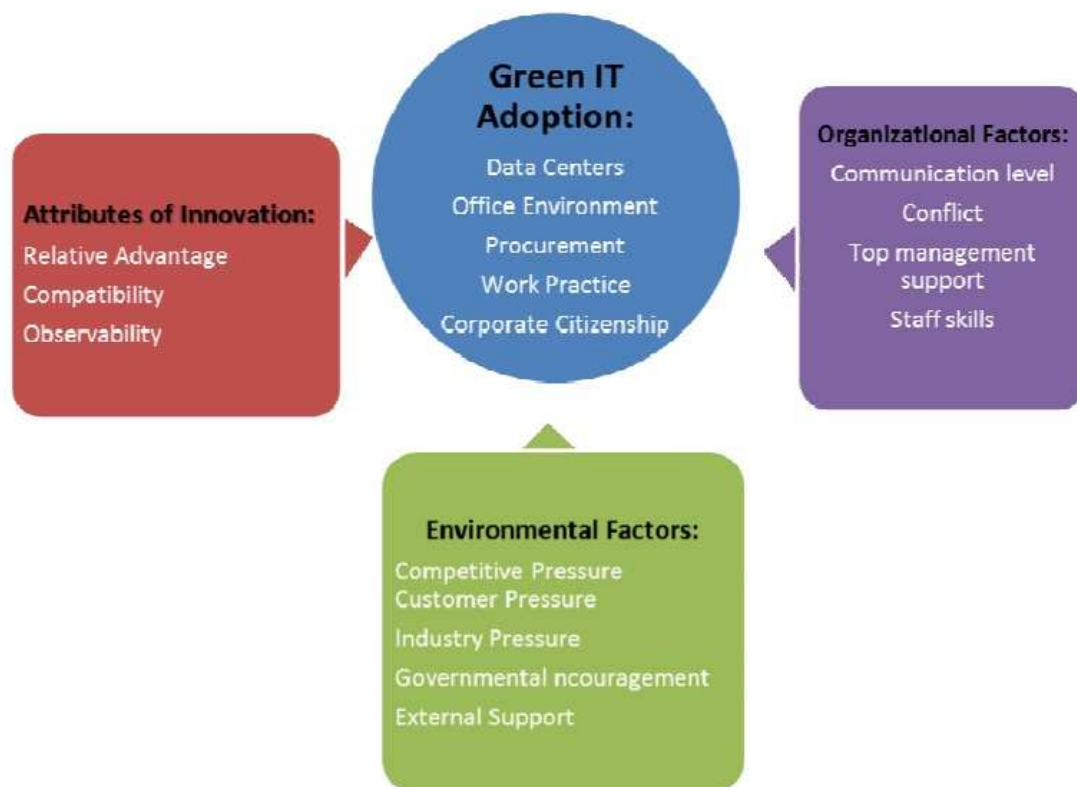 Green IT
Adoption:
Data Centers
Office Environment
Procurement
Work Practice
Corporate Citizenship
Attributes of Innovation:
Relative Advantage
Compatibility
Observability
Organizational Factors:
Communication level
Conflict
Top management
support
Staff skills
Environmental Factors:
Competitive Pressure
Customer Pressure
Industry Pressure
Governmental ncouragement
External Support